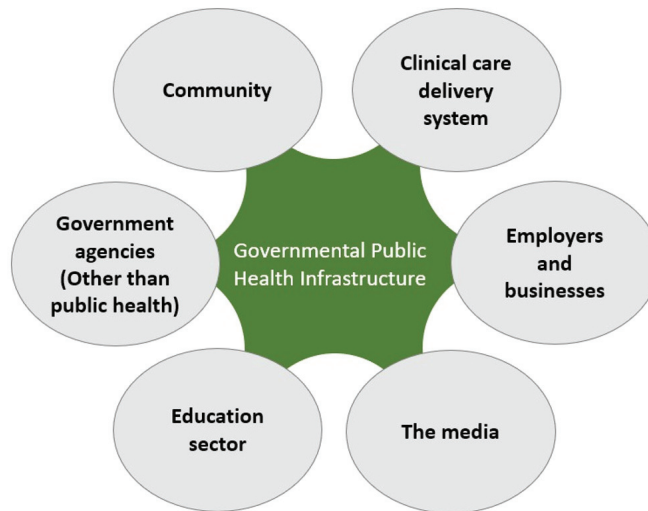 Community
Clinical care
delivery
system
Government
agencies
(Other than
public health)
Governmental Public
Health Infrastructure
Employers
and
businesses
Education
sector
The media